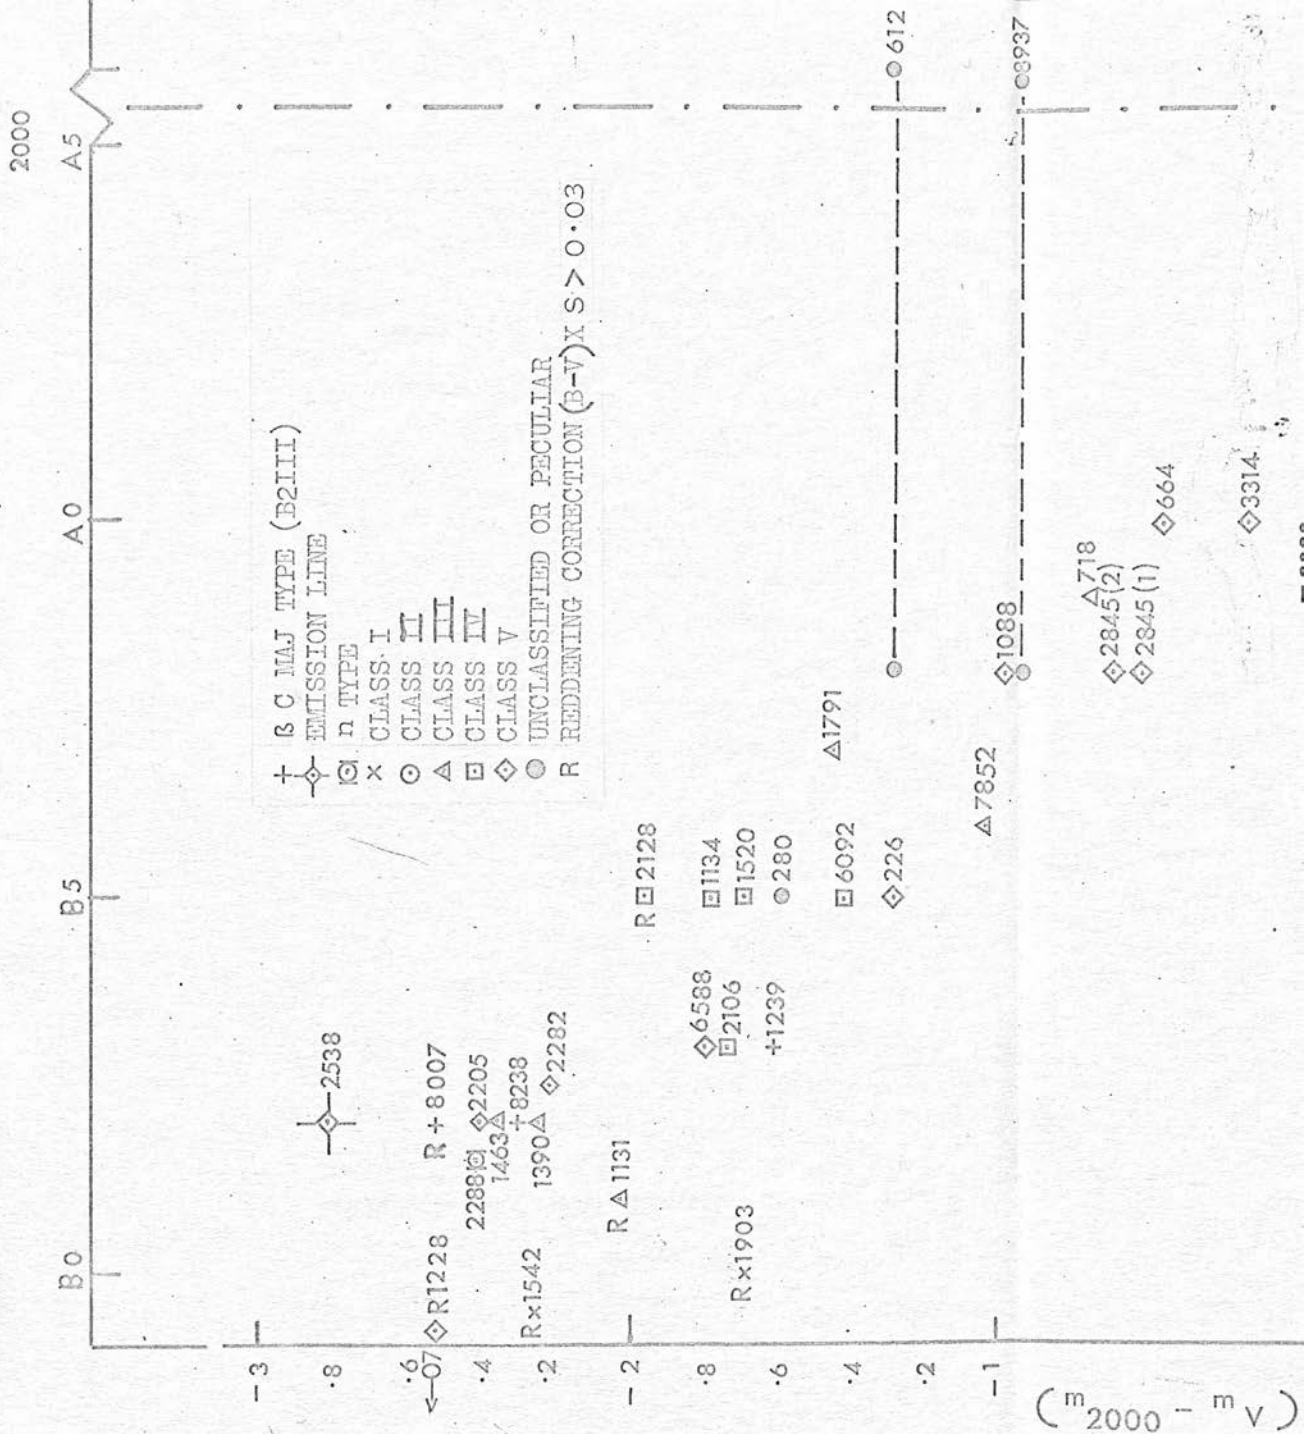 2000
B0
B5
A0
A5
+ β C MAJ TYPE (B2III)
EMISSION LINE
n TYPE
× CLASS I
CLASS II
CLASS III
CLASS IV
CLASS V
UNCLASSIFIED OR PECULIAR
R REDDENING CORRECTION (B-V) X S > 0·03
2538
R1228
R + 8007
2288
2205
1463
+8238
1390
2282
R×1542
R 1131
R×1903
R 2128
6588
2106
+1239
1134
1520
280
6092
226
1791
7852
1088
718
2845 (2)
2845 (1)
664
3314
612
8937
-3
·8
·6
←07
·4
·2
-2
·8
·6
·4
·2
-1
(m2000 - mV)